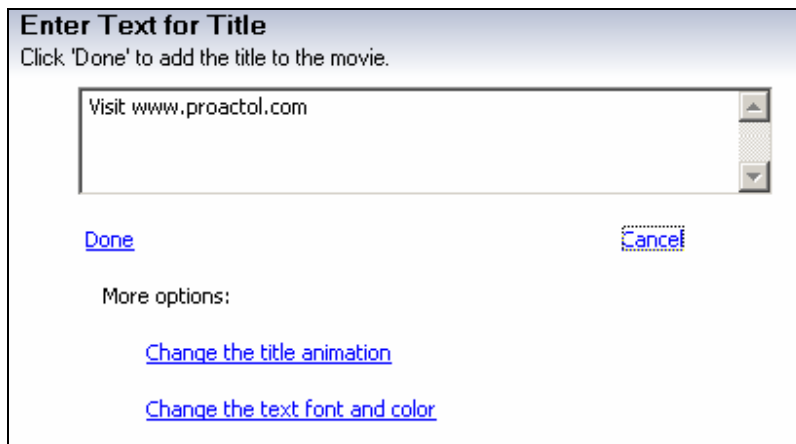 Enter Text for Title
Click 'Done' to add the title to the movie.
Visit www.proactol.com
Done Cancel
More options:
Change the title animation
Change the text font and color